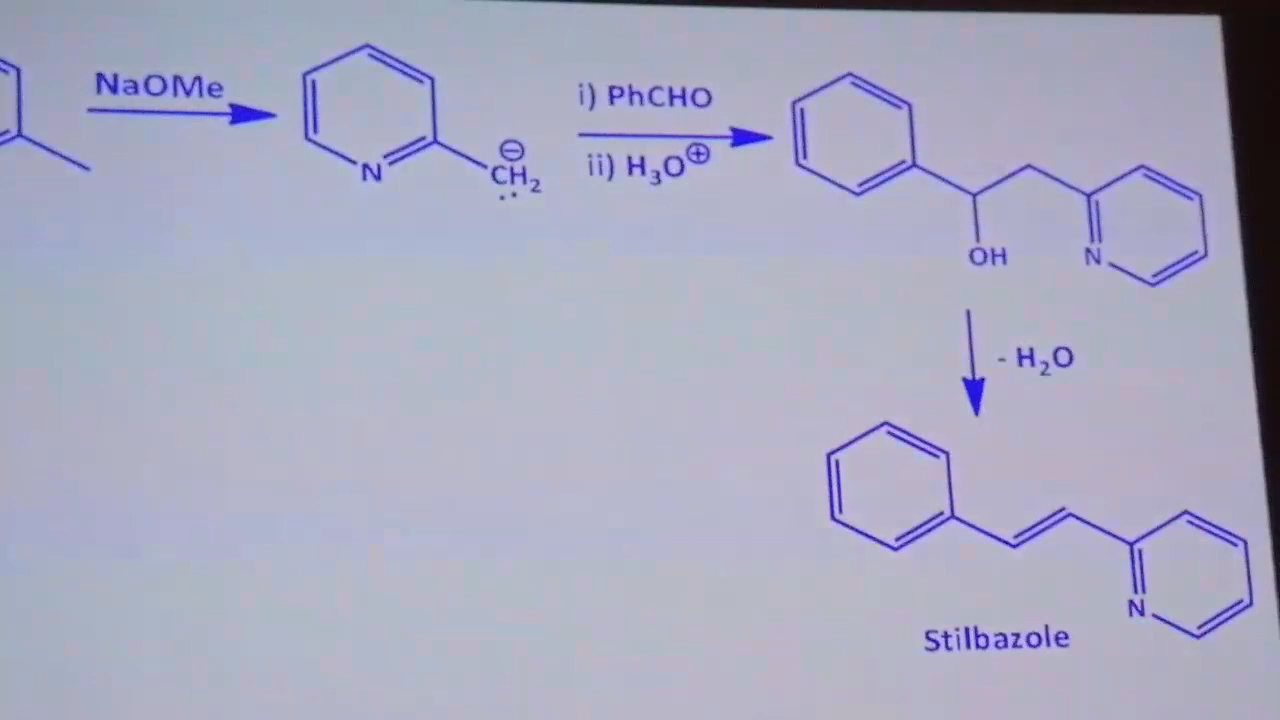 NaOMe
N
⊖
CH₂
i) PhCHO
ii) H₃O⊕
OH
N
- H₂O
N
Stilbazole